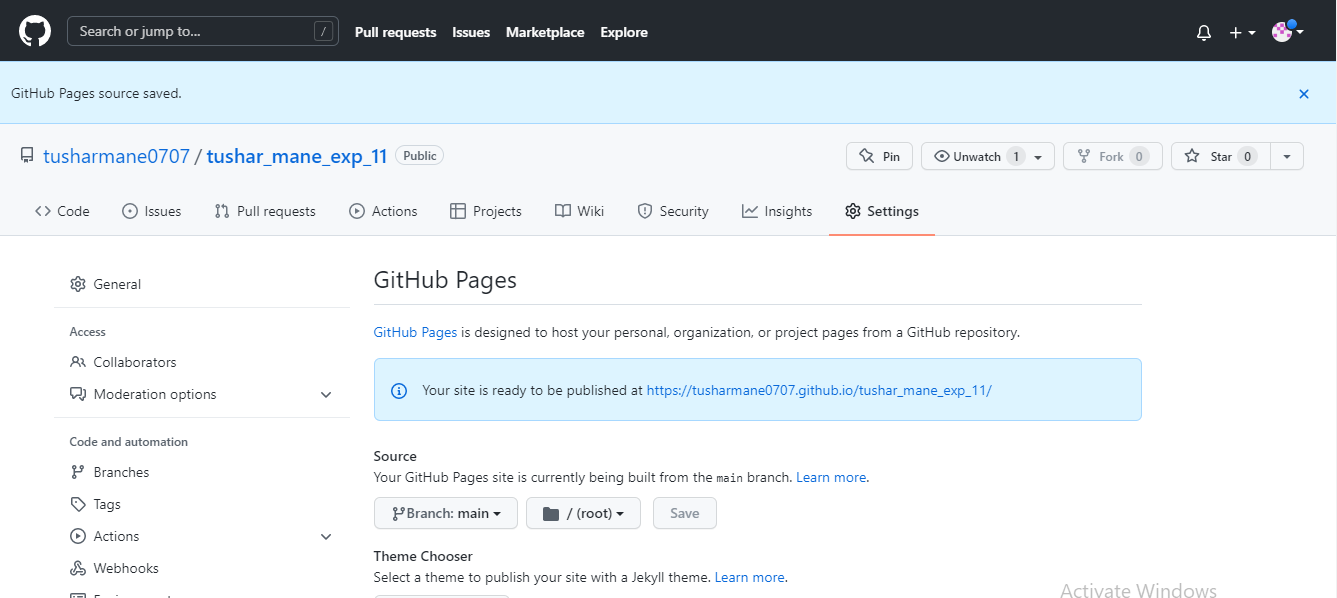 Search or jump to... /
Pull requests Issues Marketplace Explore
GitHub Pages source saved.
tusharmane0707 / tushar_mane_exp_11 Public
Pin Unwatch 1 Fork 0 Star 0
Code Issues Pull requests Actions Projects Wiki Security Insights Settings
General
Access
Collaborators
Moderation options
Code and automation
Branches
Tags
Actions
Webhooks
GitHub Pages
GitHub Pages is designed to host your personal, organization, or project pages from a GitHub repository.
Your site is ready to be published at https://tusharmane0707.github.io/tushar_mane_exp_11/
Source
Your GitHub Pages site is currently being built from the main branch. Learn more.
Branch: main / (root) Save
Theme Chooser
Select a theme to publish your site with a Jekyll theme. Learn more.
Activate Windows